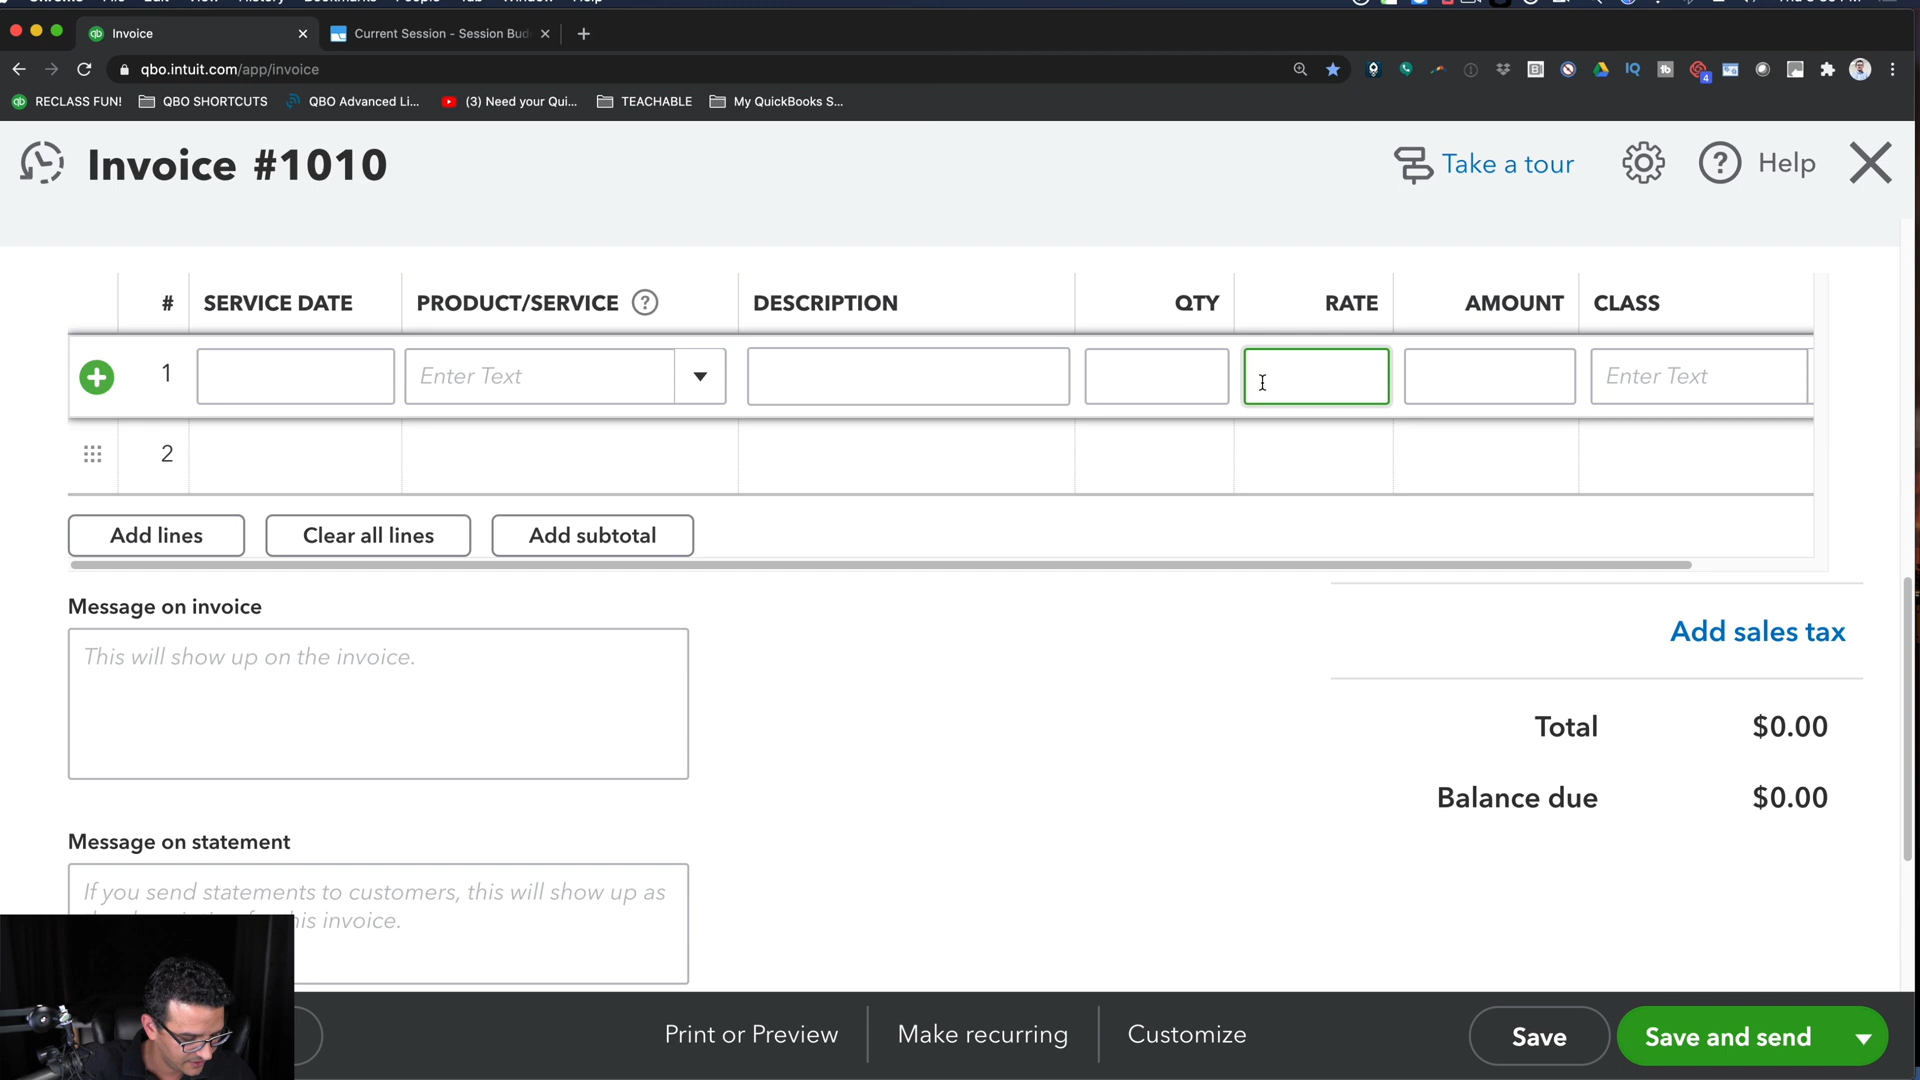 Invoice
Current Session - Session Bud
qbo.intuit.com/app/invoice
4
RECLASS FUN!
QBO SHORTCUTS
QBO Advanced Li...
(3) Need your Qui...
TEACHABLE
My QuickBooks S...
Invoice #1010
Take a tour
Help
# SERVICE DATE PRODUCT/SERVICE DESCRIPTION QTY RATE AMOUNT CLASS
1 Enter Text Enter Text
2
Add lines Clear all lines Add subtotal
Message on invoice
This will show up on the invoice.
Add sales tax
Total $0.00
Balance due $0.00
Message on statement
If you send statements to customers, this will show up as
his invoice.
Print or Preview Make recurring Customize Save Save and send